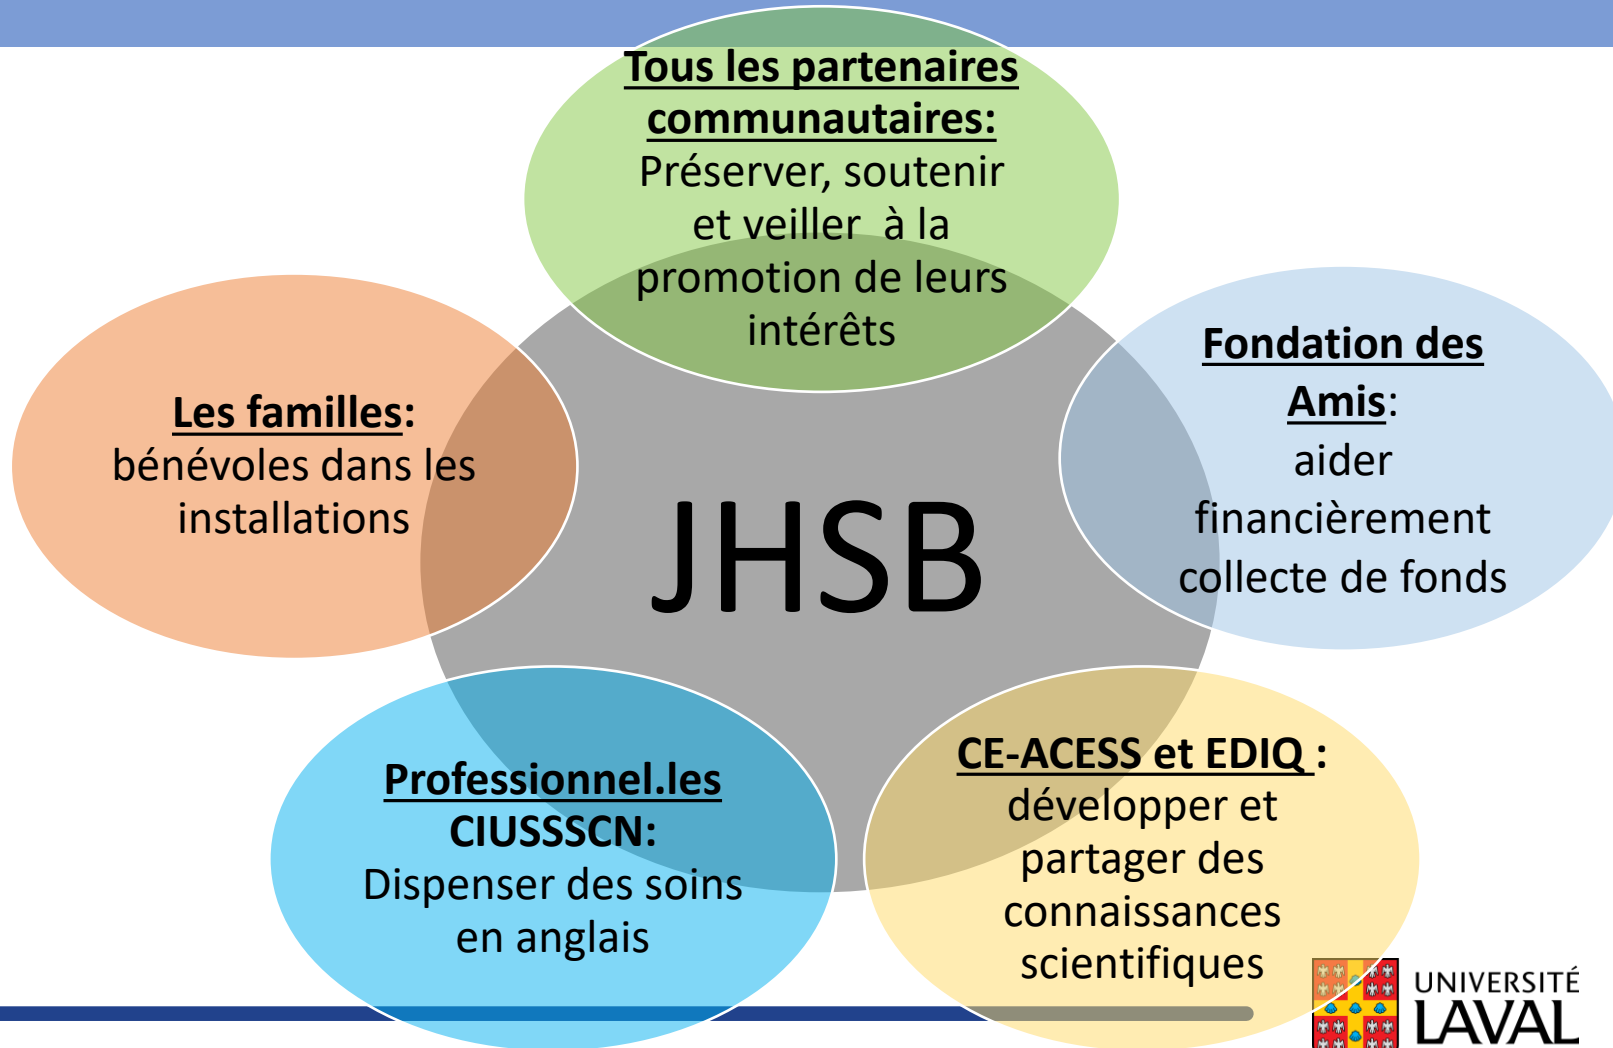 Tous les partenaires
communautaires:
Préserver, soutenir
et veiller à la
promotion de leurs
intérêts
Les familles:
bénévoles dans les
installations
Fondation des
Amis:
aider
financièrement
collecte de fonds
JHSB
Professionnel.les
CIUSSSCN:
Dispenser des soins
en anglais
CE-ACESS et EDIQ :
développer et
partager des
connaissances
scientifiques
UNIVERSITÉ
LAVAL